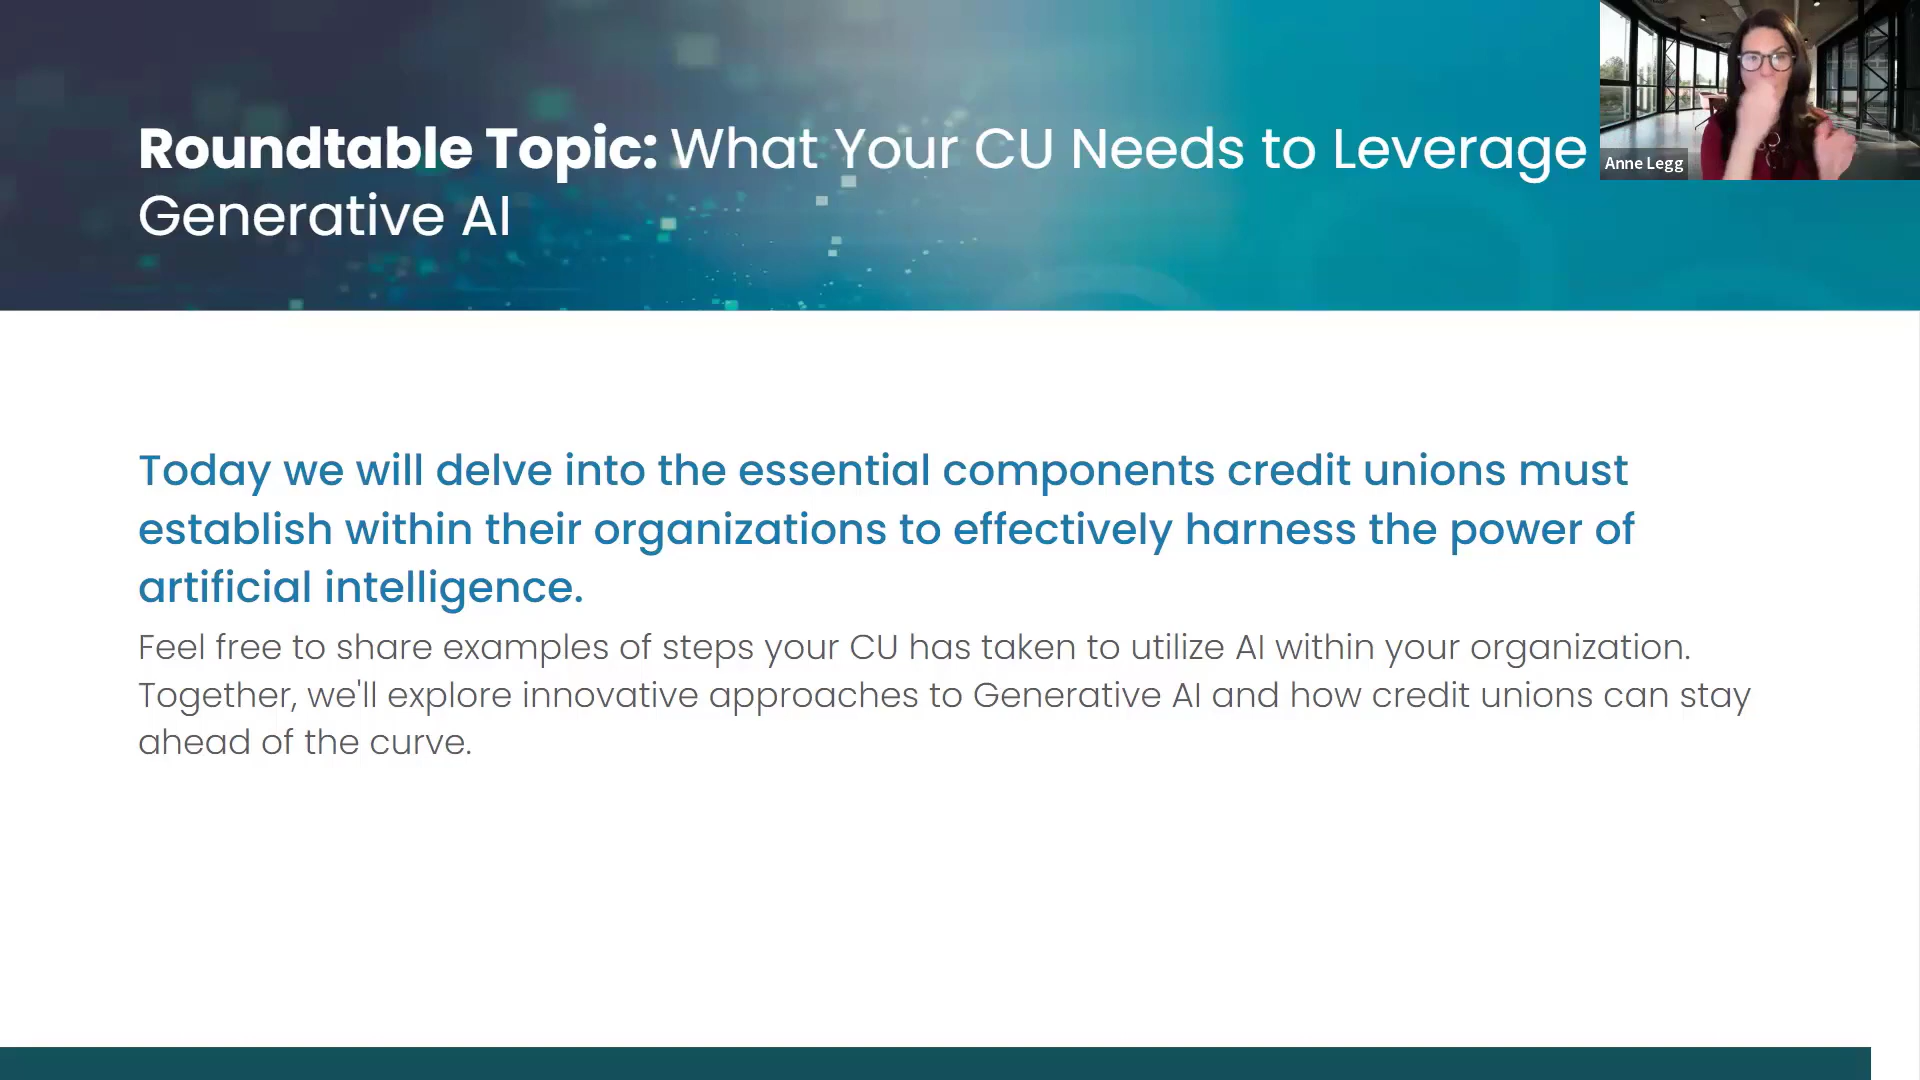 Roundtable Topic: What Your CU Needs to Leverage
Generative AI
Anne Legg
Today we will delve into the essential components credit unions must
establish within their organizations to effectively harness the power of
artificial intelligence.
Feel free to share examples of steps your CU has taken to utilize AI within your organization.
Together, we'll explore innovative approaches to Generative AI and how credit unions can stay
ahead of the curve.